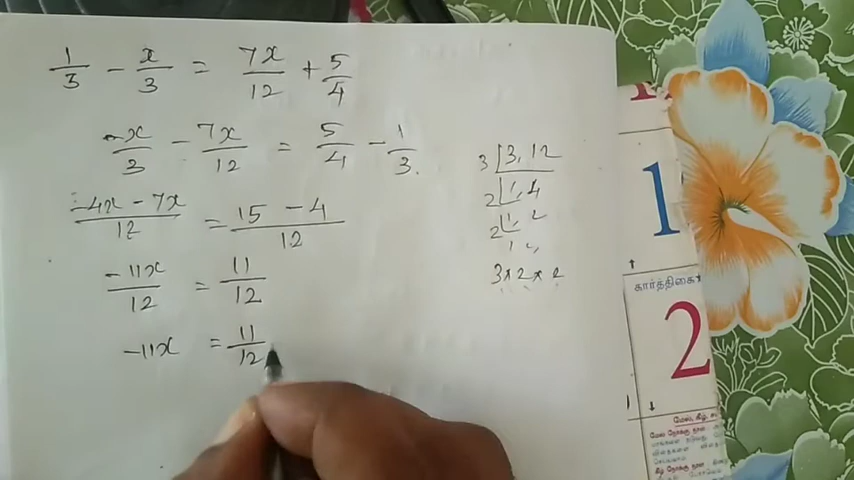 1/3 - x/3 = 7x/12 + 5/4
-x/3 - 7x/12 = 5/4 - 1/3
3 | 3, 12
2 | 1, 4
2 | 1, 2
1,
3 × 2 × 2
-4x - 7x / 12 = 15 - 4 / 12
-11x/12 = 11/12
-11x = 11/12
1
கார்த்திகை
2